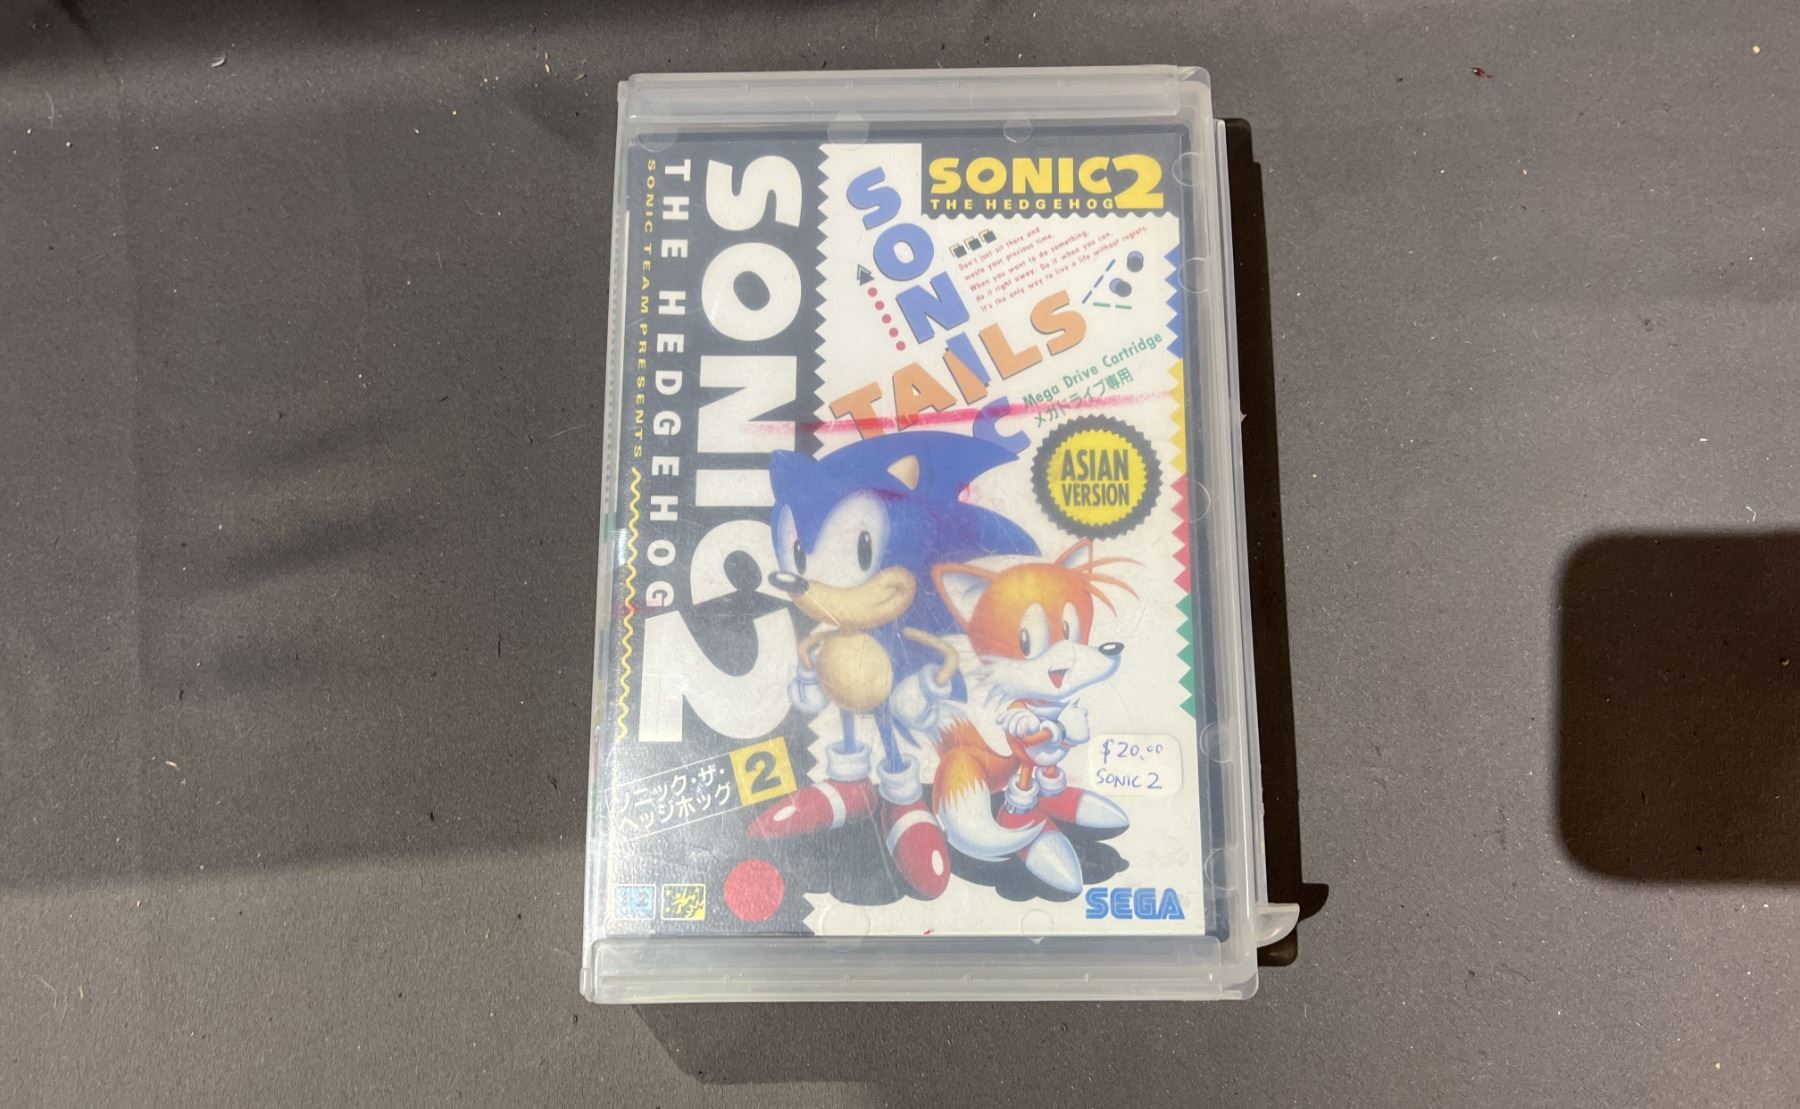 SONIC TEAM PRESENTS
THE HEDGEHOG
SONIC 2
SONIC
TAILS
SONIC 2
THE HEDGEHOG
Don't just sit there and
waste your precious time.
When you want to do something,
do it right away. Do it when you can.
It's the only way to live a life without regrets.
Mega Drive Cartridge
メガドライブ専用
ASIAN
VERSION
$20.00
SONIC 2
ソニック・ザ・
ヘッジホッグ
2
SEGA